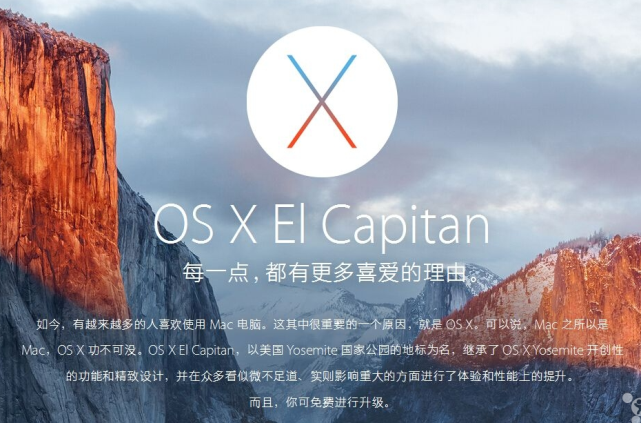 X
OS X El Capitan
每一点，都有更多喜爱的理由。
如今，有越来越多的人喜欢使用 Mac 电脑。这其中很重要的一个原因，就是 OS X。可以说，Mac 之所以是
Mac，OS X 功不可没。OS X El Capitan，以美国 Yosemite 国家公园的地标为名，继承了 OS X Yosemite 开创性
的功能和精致设计，并在众多看似微不足道、实则影响重大的方面进行了体验和性能上的提升。
而且，你可免费进行升级。